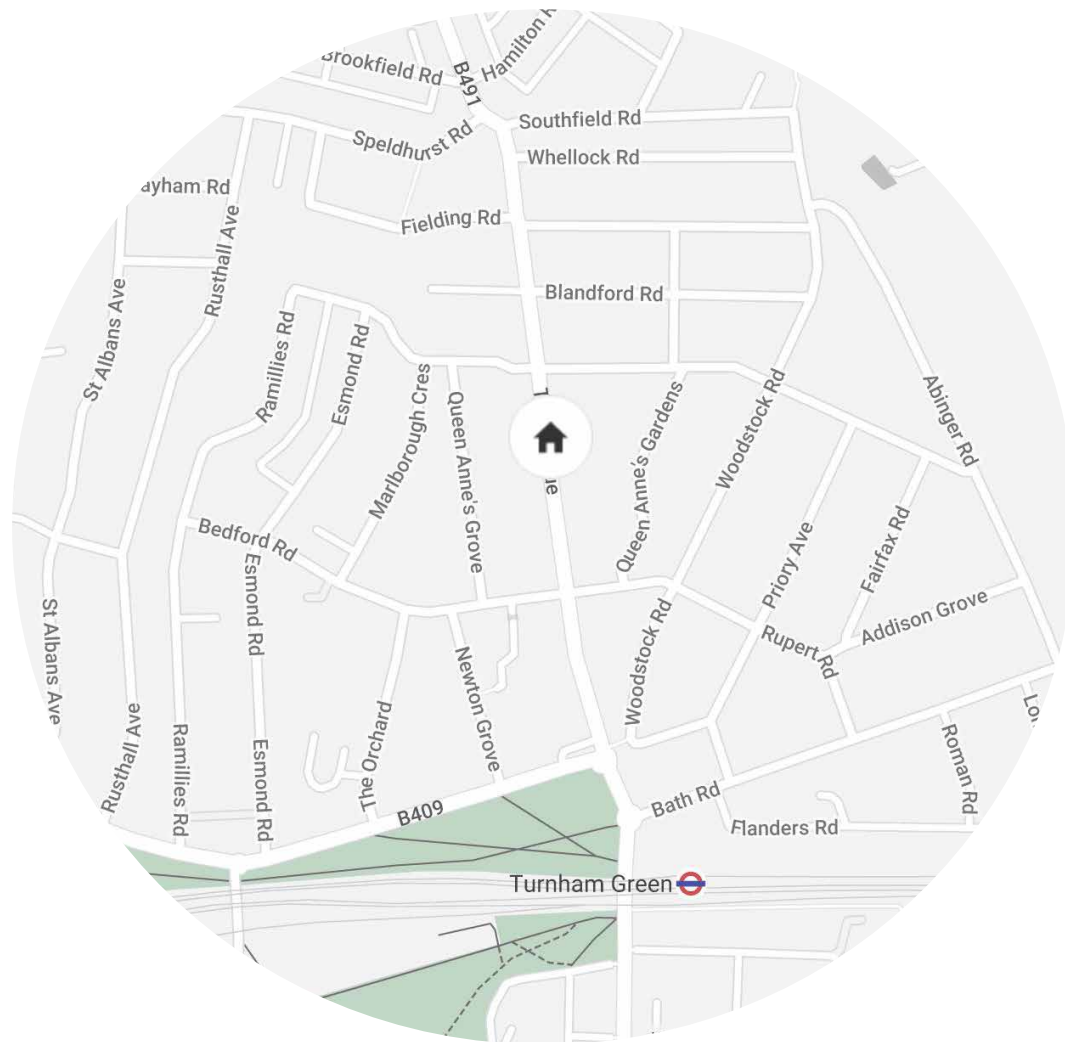 Brookfield Rd
B491
Hamilton
Southfield Rd
Speldhurst Rd
Whellock Rd
ayham Rd
Rusthall Ave
Fielding Rd
St Albans Ave
Blandford Rd
Ramillies Rd
Esmond Rd
Marlborough Cres
Queen Anne's Grove
Queen Anne's Gardens
Woodstock Rd
Abinger Rd
Bedford Rd
Priory Ave
Fairfax Rd
Esmond Rd
St Albans Ave
Addison Grove
Woodstock Rd
Rupert Rd
Newton Grove
The Orchard
Rusthall Ave
Ramillies Rd
Esmond Rd
B409
Bath Rd
Roman Rd
Flanders Rd
Turnham Green